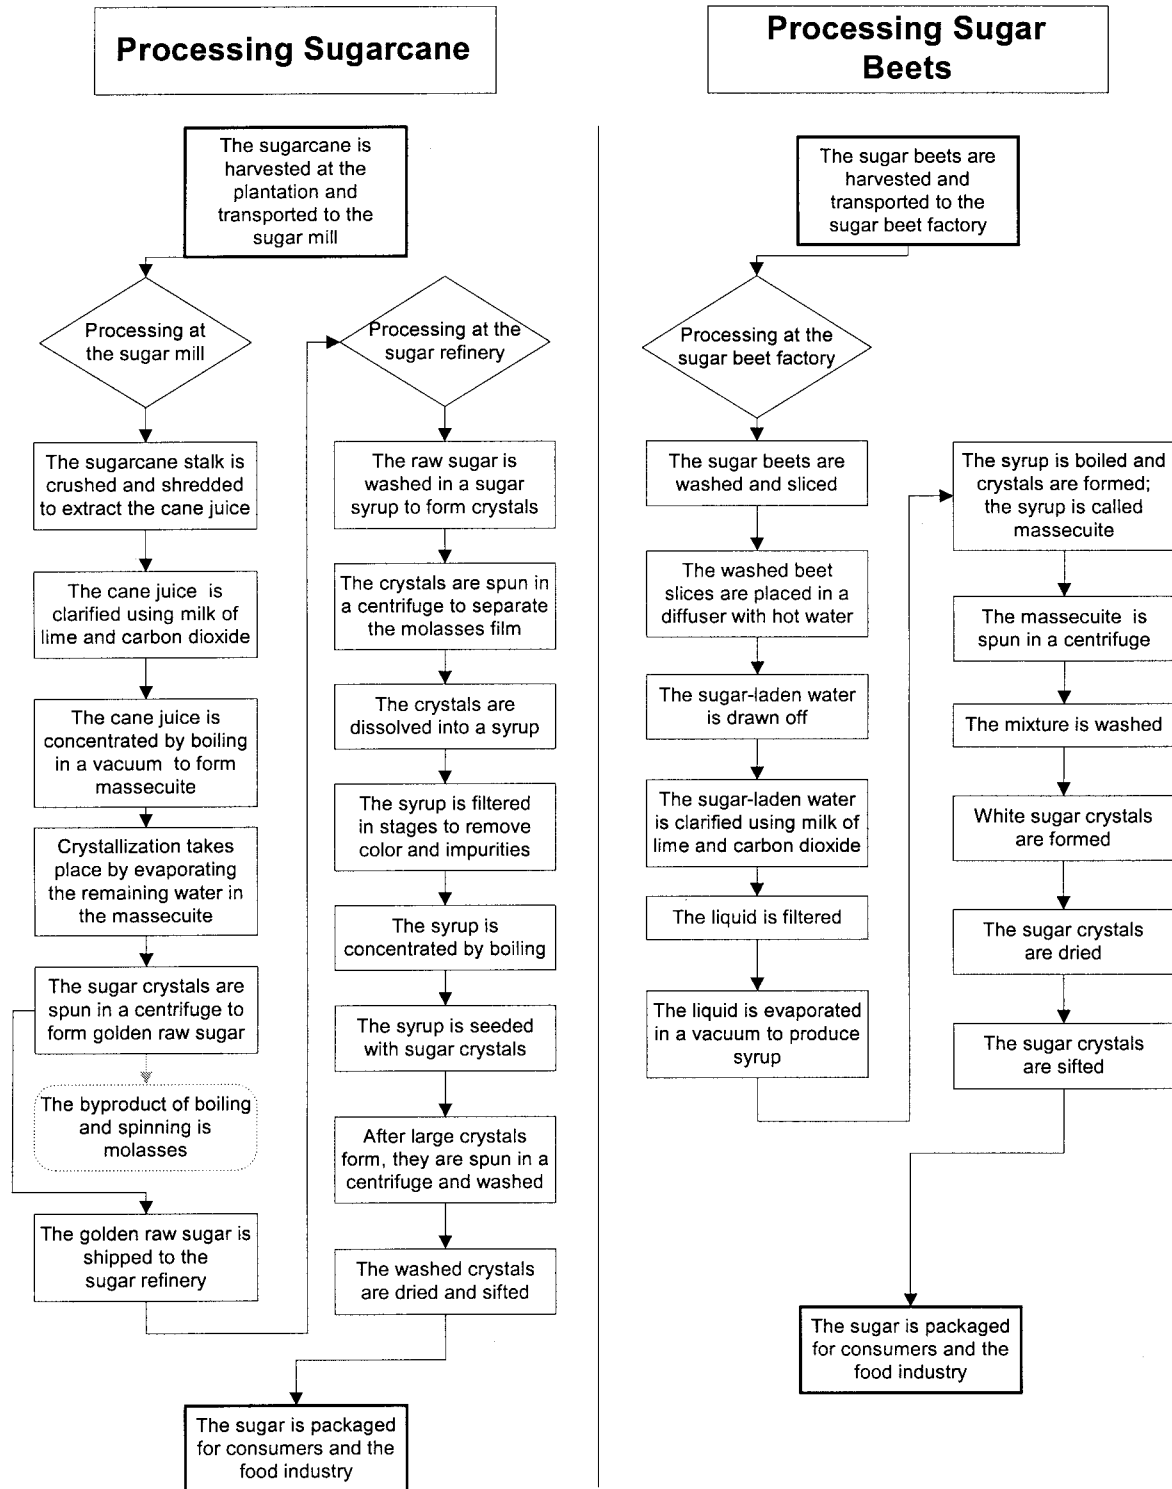 Processing Sugarcane
The sugarcane is
harvested at the
plantation and
transported to the
sugar mill
Processing at
the sugar mill
The sugarcane stalk is
crushed and shredded
to extract the cane juice
The cane juice is
clarified using milk of
lime and carbon dioxide
The cane juice is
concentrated by boiling
in a vacuum to form
massecuite
Crystallization takes
place by evaporating
the remaining water in
the massecuite
The sugar crystals are
spun in a centrifuge to
form golden raw sugar
The byproduct of boiling
and spinning is
molasses
The golden raw sugar is
shipped to the
sugar refinery
Processing at the
sugar refinery
The raw sugar is
washed in a sugar
syrup to form crystals
The crystals are spun in
a centrifuge to separate
the molasses film
The crystals are
dissolved into a syrup
The syrup is filtered
in stages to remove
color and impurities
The syrup is
concentrated by boiling
The syrup is seeded
with sugar crystals
After large crystals
form, they are spun in a
centrifuge and washed
The washed crystals
are dried and sifted
The sugar is packaged
for consumers and the
food industry
Processing Sugar
Beets
The sugar beets are
harvested and
transported to the
sugar beet factory
Processing at the
sugar beet factory
The sugar beets are
washed and sliced
The washed beet
slices are placed in a
diffuser with hot water
The sugar-laden water
is drawn off
The sugar-laden water
is clarified using milk of
lime and carbon dioxide
The liquid is filtered
The liquid is evaporated
in a vacuum to produce
syrup
The syrup is boiled and
crystals are formed;
the syrup is called
massecuite
The massecuite is
spun in a centrifuge
The mixture is washed
White sugar crystals
are formed
The sugar crystals
are dried
The sugar crystals
are sifted
The sugar is packaged
for consumers and the
food industry